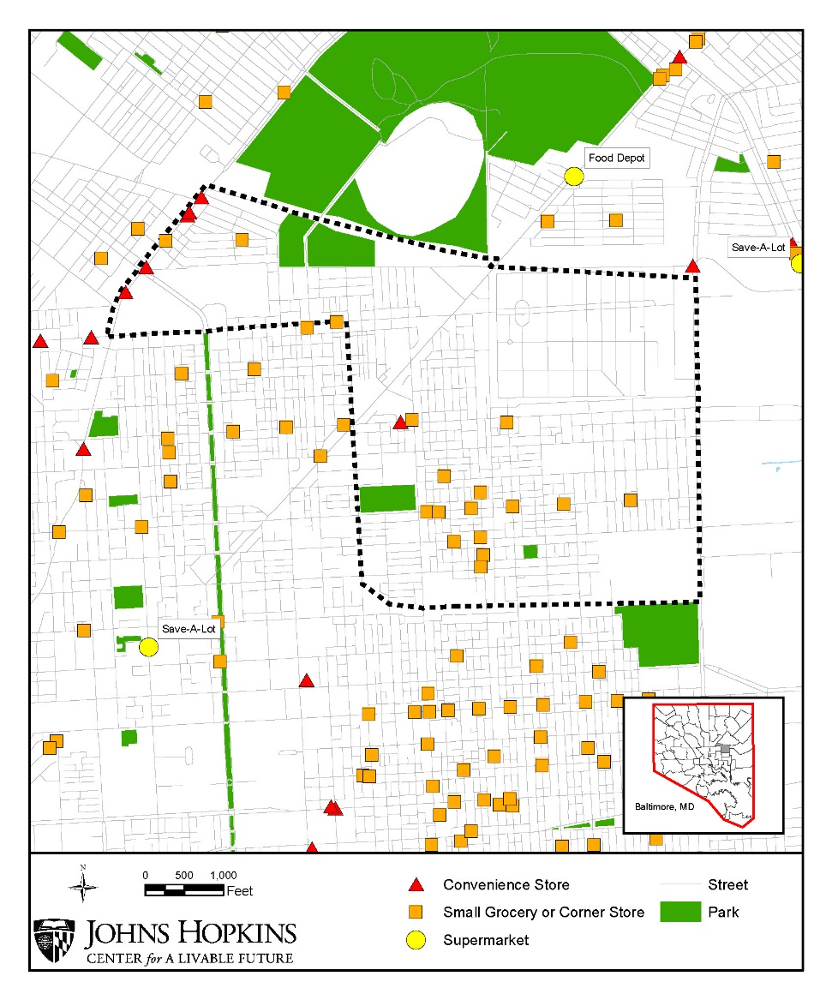 Food Depot
Save-A-Lot
Save-A-Lot
Baltimore, MD
N
0 500 1,000
Feet
Convenience Store
Small Grocery or Corner Store
Supermarket
Street
Park
JOHNS HOPKINS
CENTER for A LIVABLE FUTURE